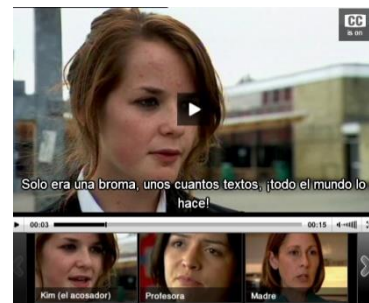 CC
is on
Solo era una broma, unos cuantos textos, ¡todo el mundo lo
hace!
00:03
00:15
Kim (el acosador)
Profesora
Madre